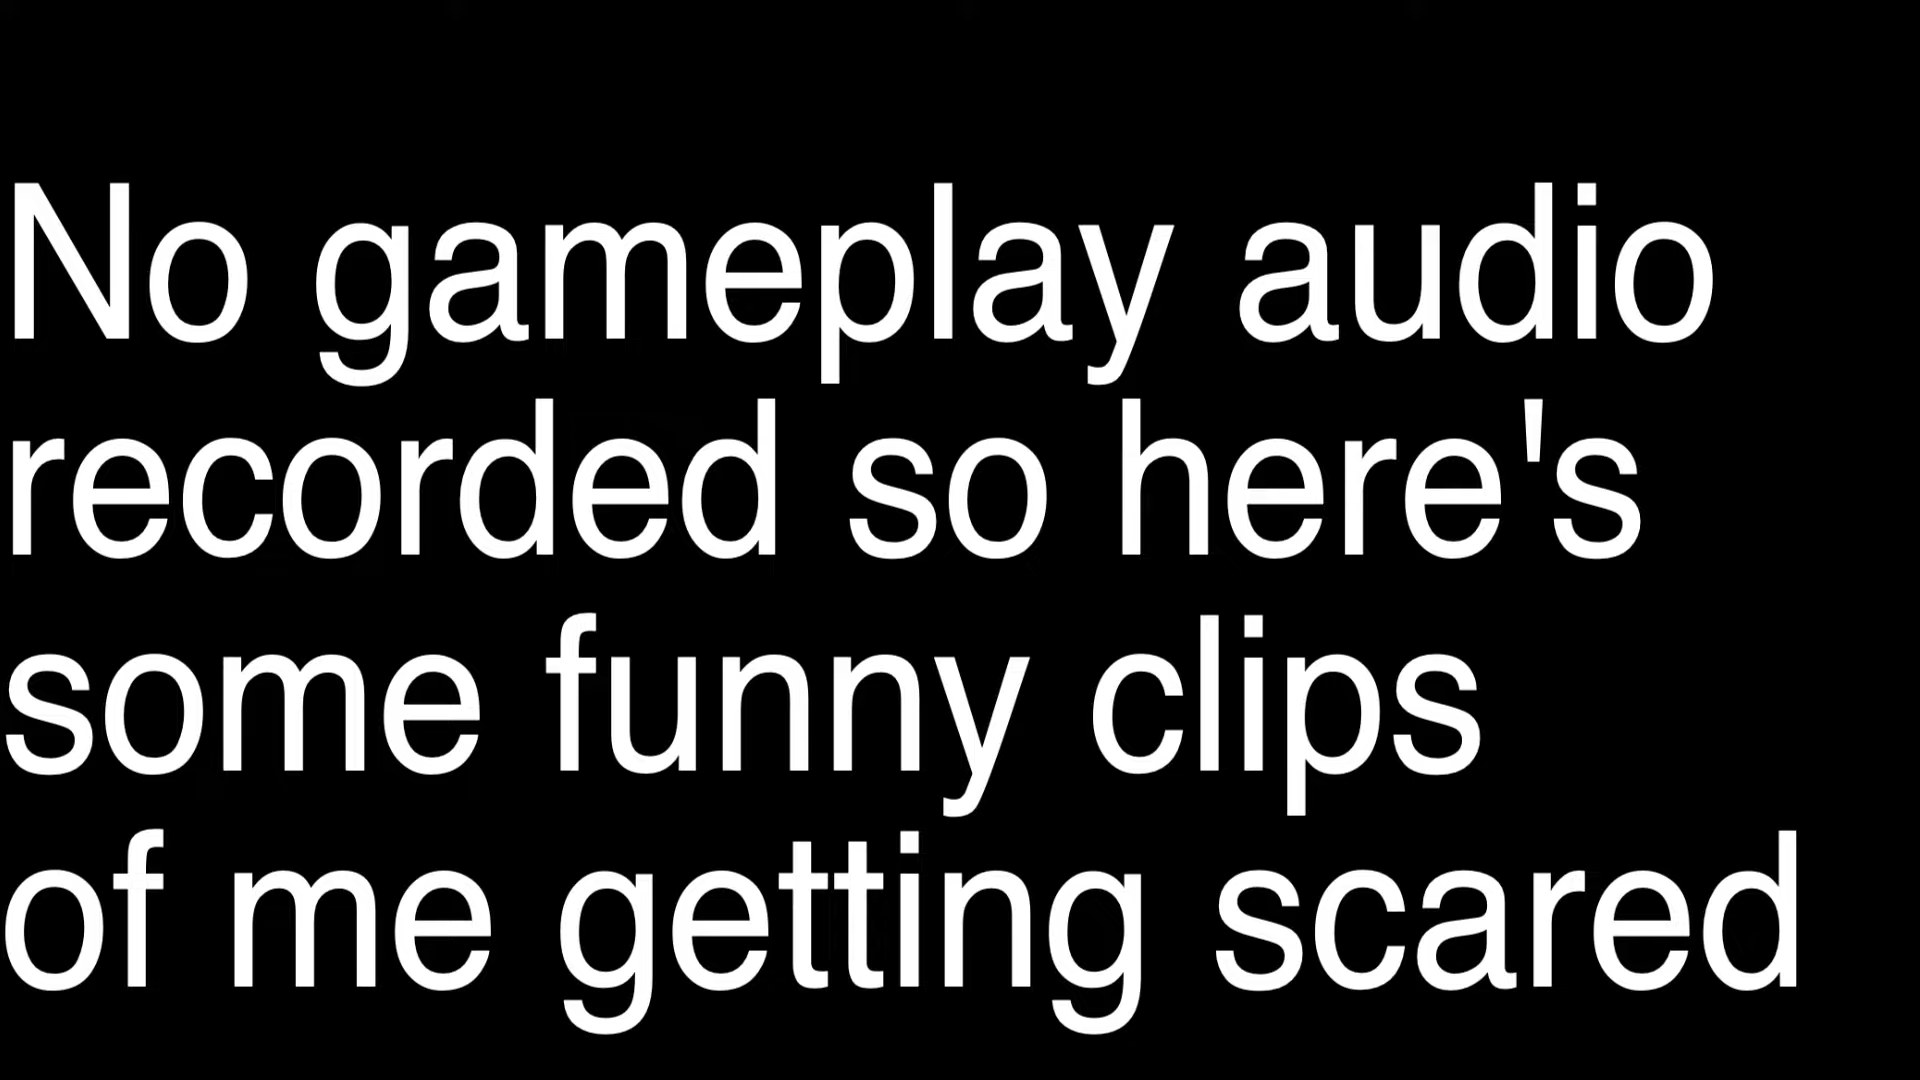 No gameplay audio
recorded so here's
some funny clips
of me getting scared